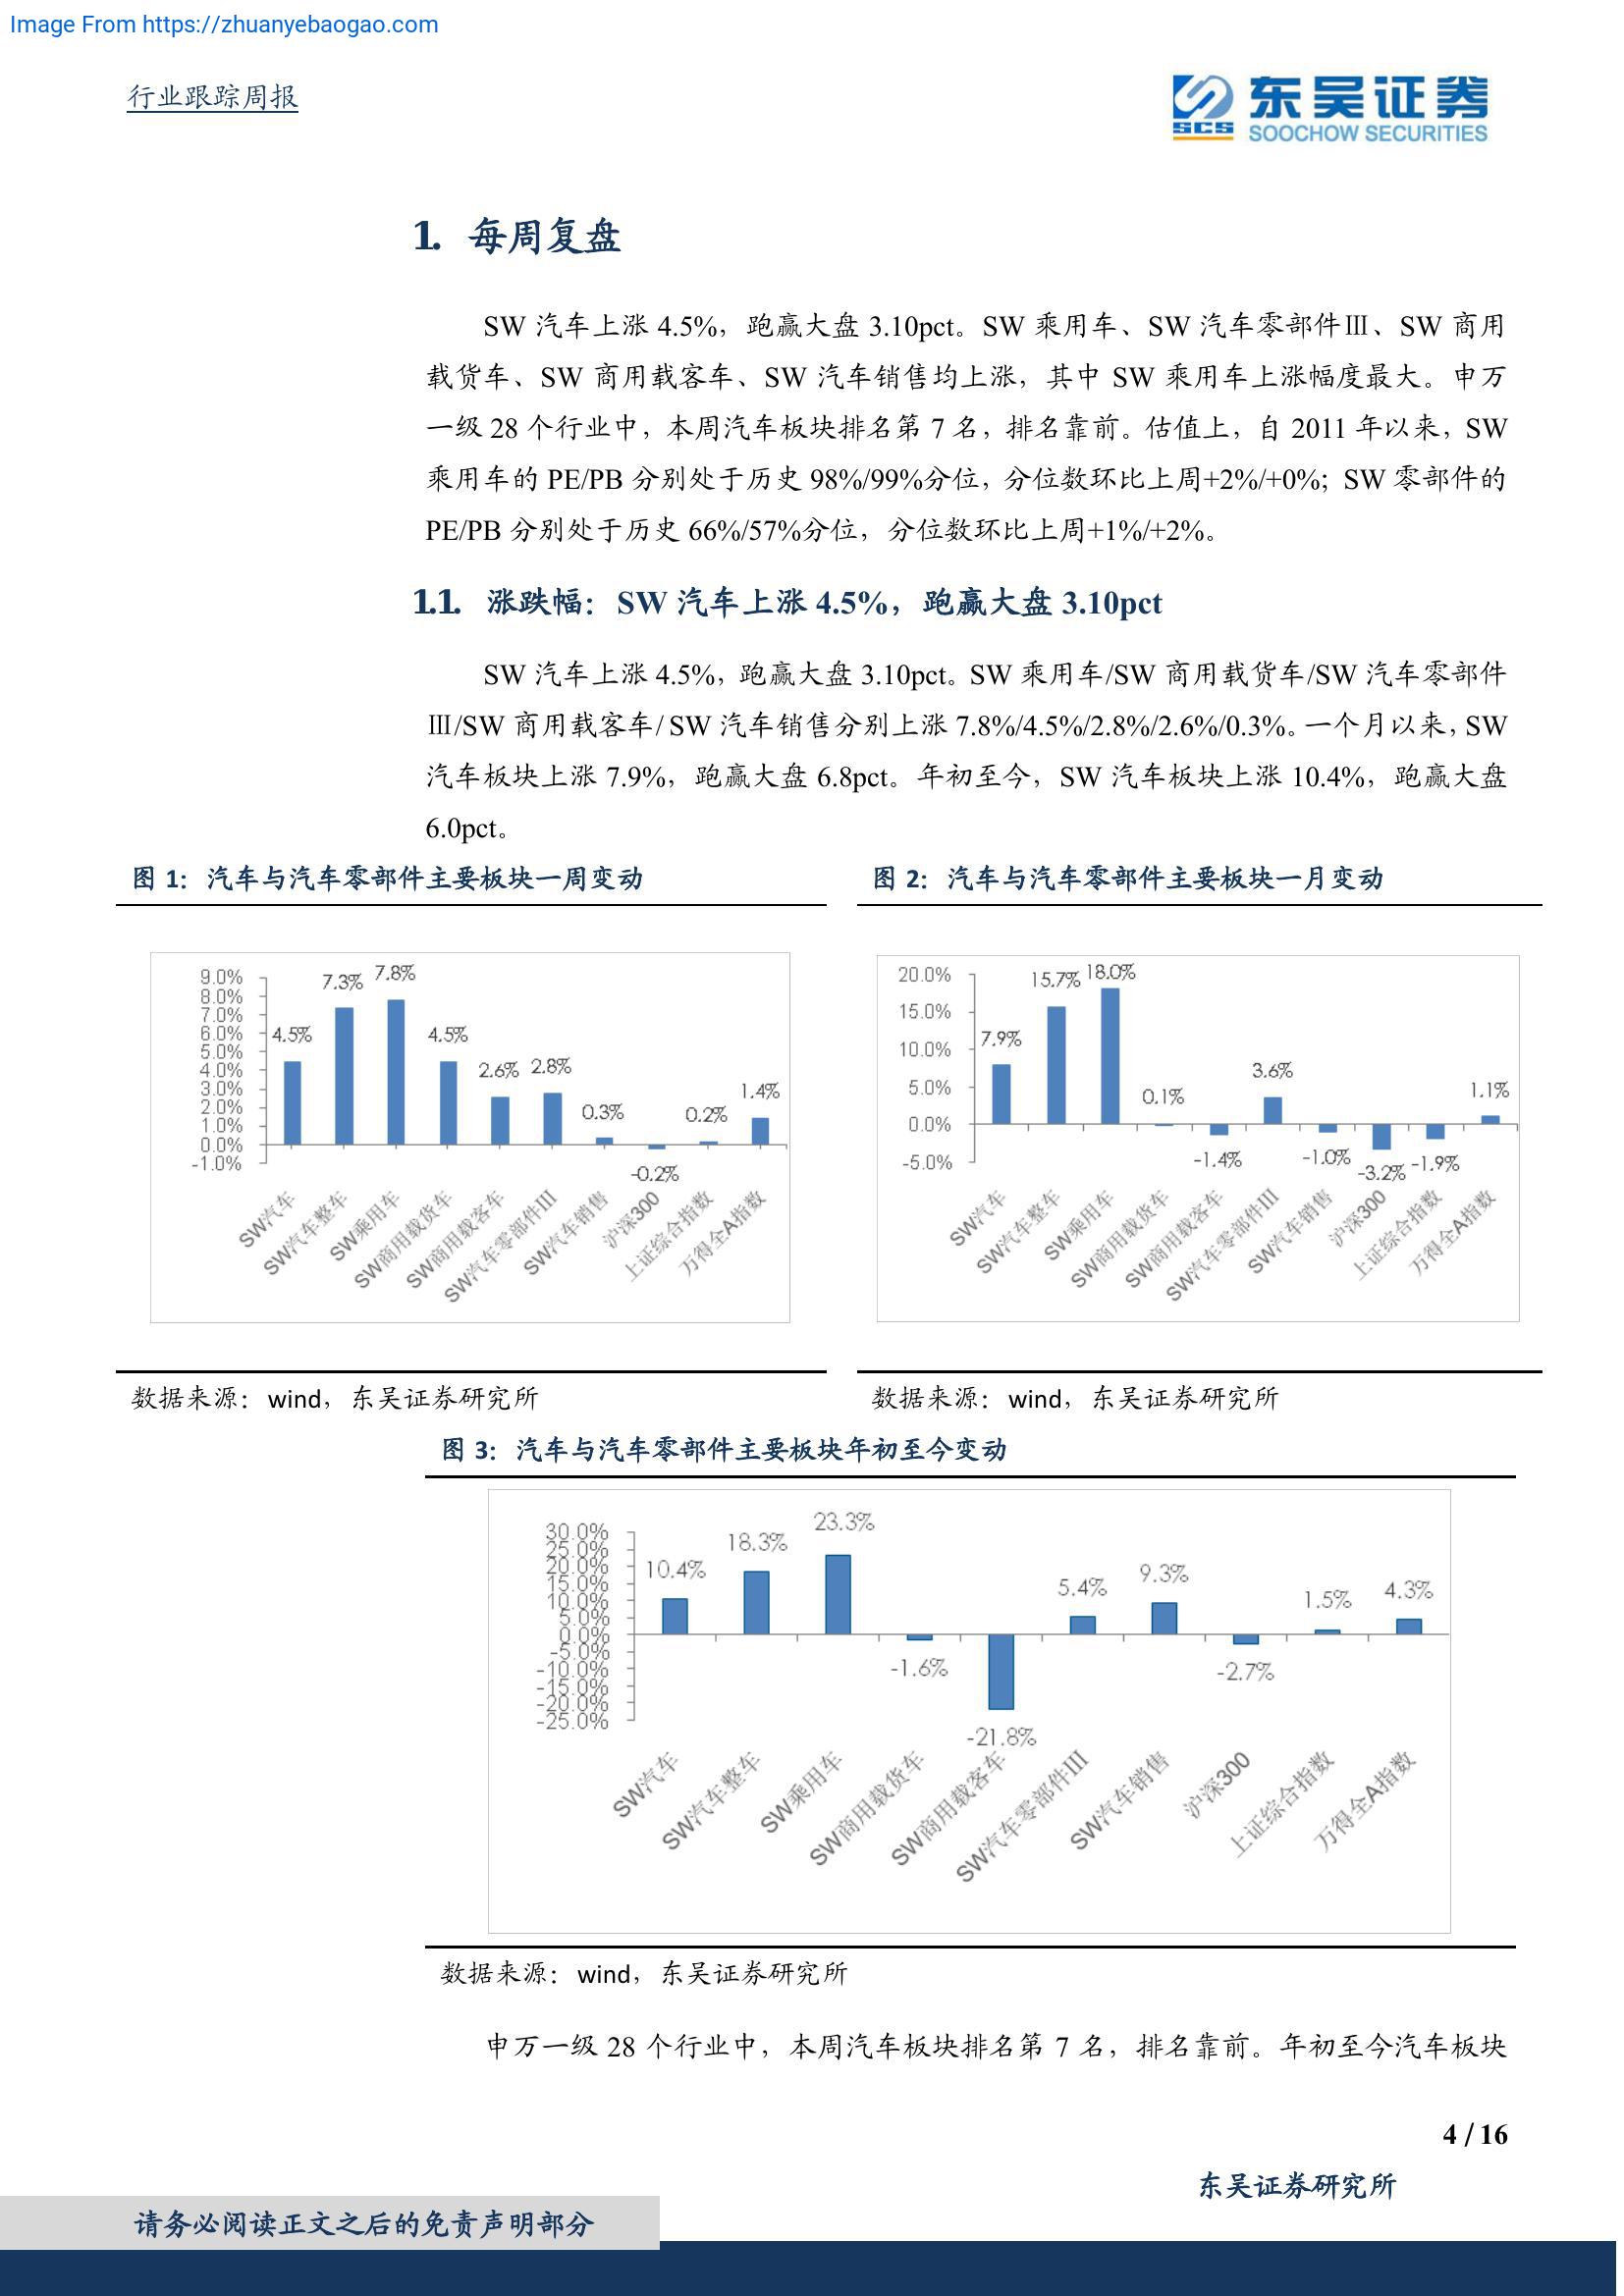 Image From https://zhuanyebaogao.com
行业跟踪周报
SCS 东吴证券
SOOCHOW SECURITIES
1. 每周复盘
SW 汽车上涨 4.5%，跑赢大盘 3.10pct。SW 乘用车、SW 汽车零部件Ⅲ、SW 商用
载货车、SW 商用载客车、SW 汽车销售均上涨，其中 SW 乘用车上涨幅度最大。申万
一级 28 个行业中，本周汽车板块排名第 7 名，排名靠前。估值上，自 2011 年以来，SW
乘用车的 PE/PB 分别处于历史 98%/99%分位，分位数环比上周+2%/+0%；SW 零部件的
PE/PB 分别处于历史 66%/57%分位，分位数环比上周+1%/+2%。
1.1. 涨跌幅：SW 汽车上涨 4.5%，跑赢大盘 3.10pct
SW 汽车上涨 4.5%，跑赢大盘 3.10pct。SW 乘用车/SW 商用载货车/SW 汽车零部件
Ⅲ/SW 商用载客车/ SW 汽车销售分别上涨 7.8%/4.5%/2.8%/2.6%/0.3%。一个月以来，SW
汽车板块上涨 7.9%，跑赢大盘 6.8pct。年初至今，SW 汽车板块上涨 10.4%，跑赢大盘
6.0pct。
图 1：汽车与汽车零部件主要板块一周变动
9.0%
8.0%
7.0%
6.0%
5.0%
4.0%
3.0%
2.0%
1.0%
0.0%
-1.0%
4.5%
7.3%
7.8%
4.5%
2.6%
2.8%
0.3%
-0.2%
0.2%
1.4%
SW汽车
SW汽车整车
SW乘用车
SW商用载货车
SW商用载客车
SW汽车零部件III
SW汽车销售
沪深300
上证综合指数
万得全A指数
数据来源：wind，东吴证券研究所
图 2：汽车与汽车零部件主要板块一月变动
20.0%
15.0%
10.0%
5.0%
0.0%
-5.0%
7.9%
15.7%
18.0%
0.1%
-1.4%
3.6%
-1.0%
-3.2%
-1.9%
1.1%
SW汽车
SW汽车整车
SW乘用车
SW商用载货车
SW商用载客车
SW汽车零部件III
SW汽车销售
沪深300
上证综合指数
万得全A指数
数据来源：wind，东吴证券研究所
图 3：汽车与汽车零部件主要板块年初至今变动
30.0%
25.0%
20.0%
15.0%
10.0%
5.0%
0.0%
-5.0%
-10.0%
-15.0%
-20.0%
-25.0%
10.4%
18.3%
23.3%
-1.6%
-21.8%
5.4%
9.3%
-2.7%
1.5%
4.3%
SW汽车
SW汽车整车
SW乘用车
SW商用载货车
SW商用载客车
SW汽车零部件III
SW汽车销售
沪深300
上证综合指数
万得全A指数
数据来源：wind，东吴证券研究所
申万一级 28 个行业中，本周汽车板块排名第 7 名，排名靠前。年初至今汽车板块
4 / 16
东吴证券研究所
请务必阅读正文之后的免责声明部分